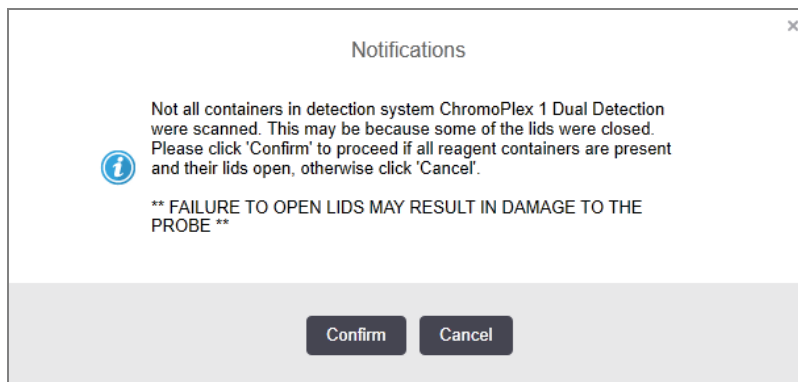 Notifications
Not all containers in detection system ChromoPlex 1 Dual Detection
were scanned. This may be because some of the lids were closed.
Please click 'Confirm' to proceed if all reagent containers are present
and their lids open, otherwise click 'Cancel'.
** FAILURE TO OPEN LIDS MAY RESULT IN DAMAGE TO THE
PROBE **
Confirm Cancel